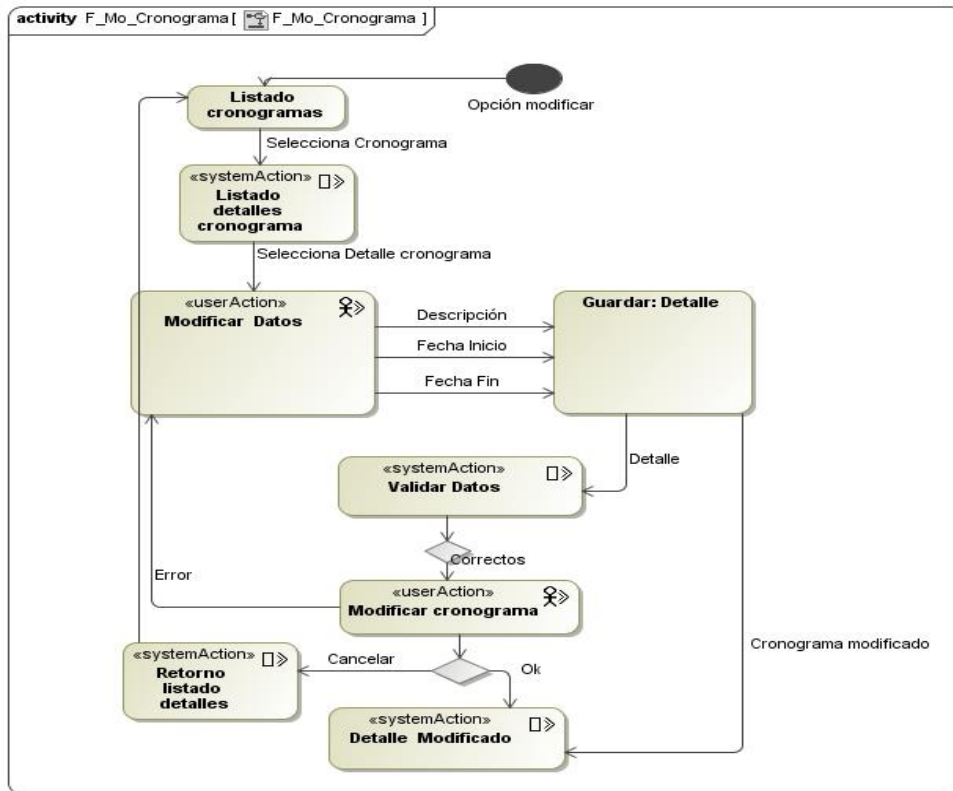 activity F_Mo_Cronograma [ F_Mo_Cronograma ]
Opción modificar
Listado
cronogramas
Selecciona Cronograma
«systemAction»
Listado
detalles
cronograma
Selecciona Detalle cronograma
«userAction»
Modificar Datos
Descripción
Fecha Inicio
Fecha Fin
Guardar: Detalle
Detalle
«systemAction»
Validar Datos
Correctos
Error
«userAction»
Modificar cronograma
Cronograma modificado
«systemAction»
Retorno
listado
detalles
Cancelar
Ok
«systemAction»
Detalle Modificado